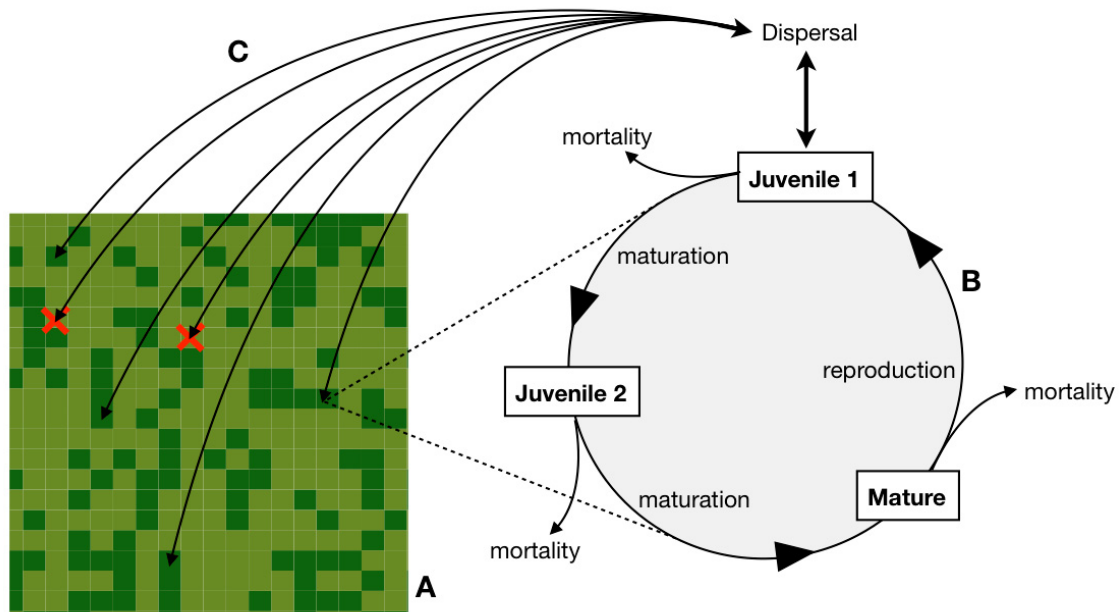 C
Dispersal
mortality
Juvenile 1
maturation
B
reproduction
Juvenile 2
mortality
maturation
Mature
mortality
A